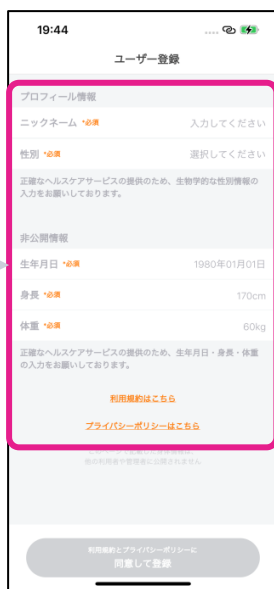 19:44
ユーザー登録
プロフィール情報
ニックネーム *必須 入力してください
性別 *必須 選択してください
正確なヘルスケアサービスの提供のため、生物学的な性別情報の
入力をお願いしております。
非公開情報
生年月日 *必須 1980年01月01日
身長 *必須 170cm
体重 *必須 60kg
正確なヘルスケアサービスの提供のため、生年月日・身長・体重
の入力をお願いしております。
利用規約はこちら
プライバシーポリシーはこちら
他の利用者や管理者に公開されません
利用規約とプライバシーポリシーに
同意して登録